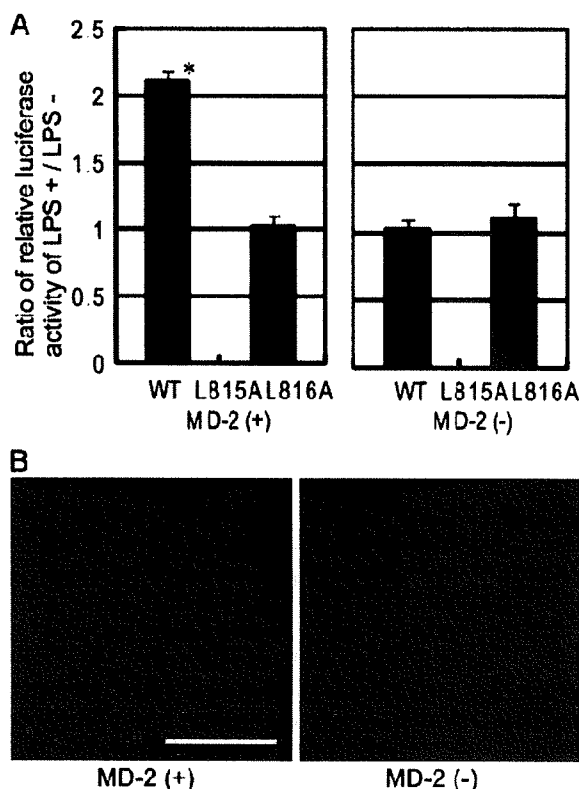 A
Ratio of relative luciferase
activity of LPS + / LPS -
2.5
2
1.5
1
0.5
0
*
WT L815A L816A
MD-2 (+)
WT L815A L816A
MD-2 (-)
B
MD-2 (+)
MD-2 (-)